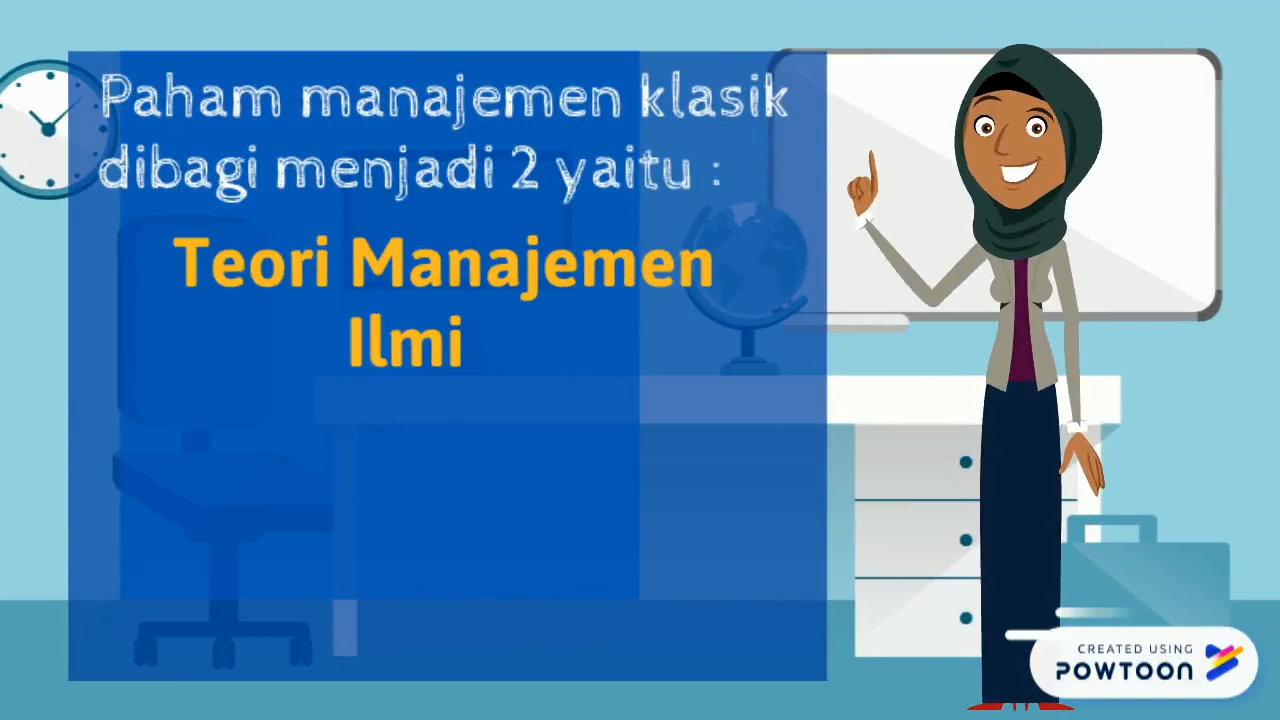 Paham manajemen klasik
dibagi menjadi 2 yaitu :
Teori Manajemen
Ilmi
CREATED USING
POWTOON